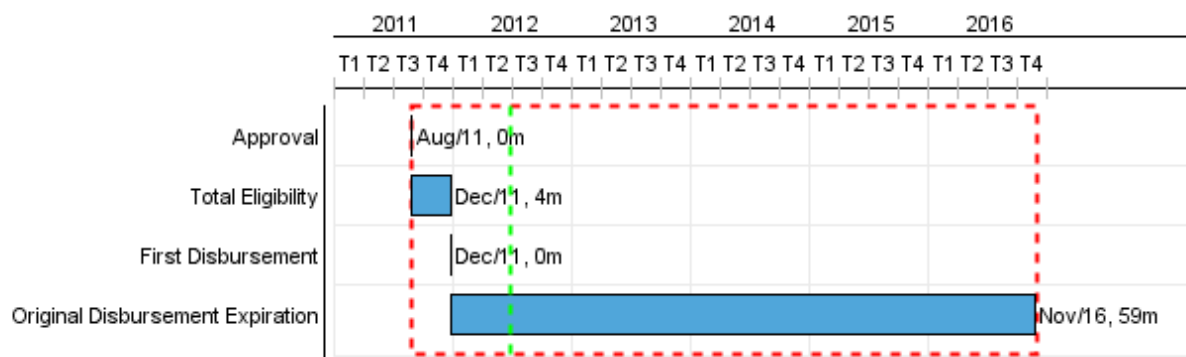 2011 2012 2013 2014 2015 2016
T1 T2 T3 T4 T1 T2 T3 T4 T1 T2 T3 T4 T1 T2 T3 T4 T1 T2 T3 T4 T1 T2 T3 T4
Approval Aug/11, 0m
Total Eligibility Dec/11, 4m
First Disbursement Dec/11, 0m
Original Disbursement Expiration Nov/16, 59m